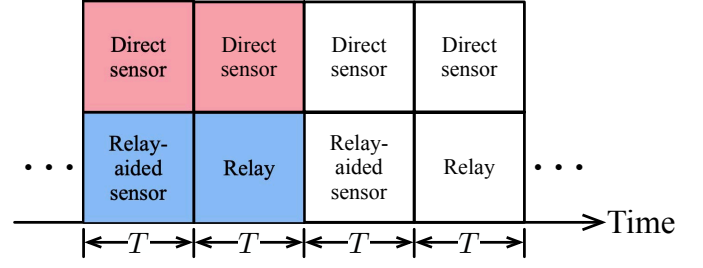 Direct
sensor
Direct
sensor
Direct
sensor
Direct
sensor
Relay-
aided
sensor
Relay
Relay-
aided
sensor
Relay
... ...
Time
T T T T